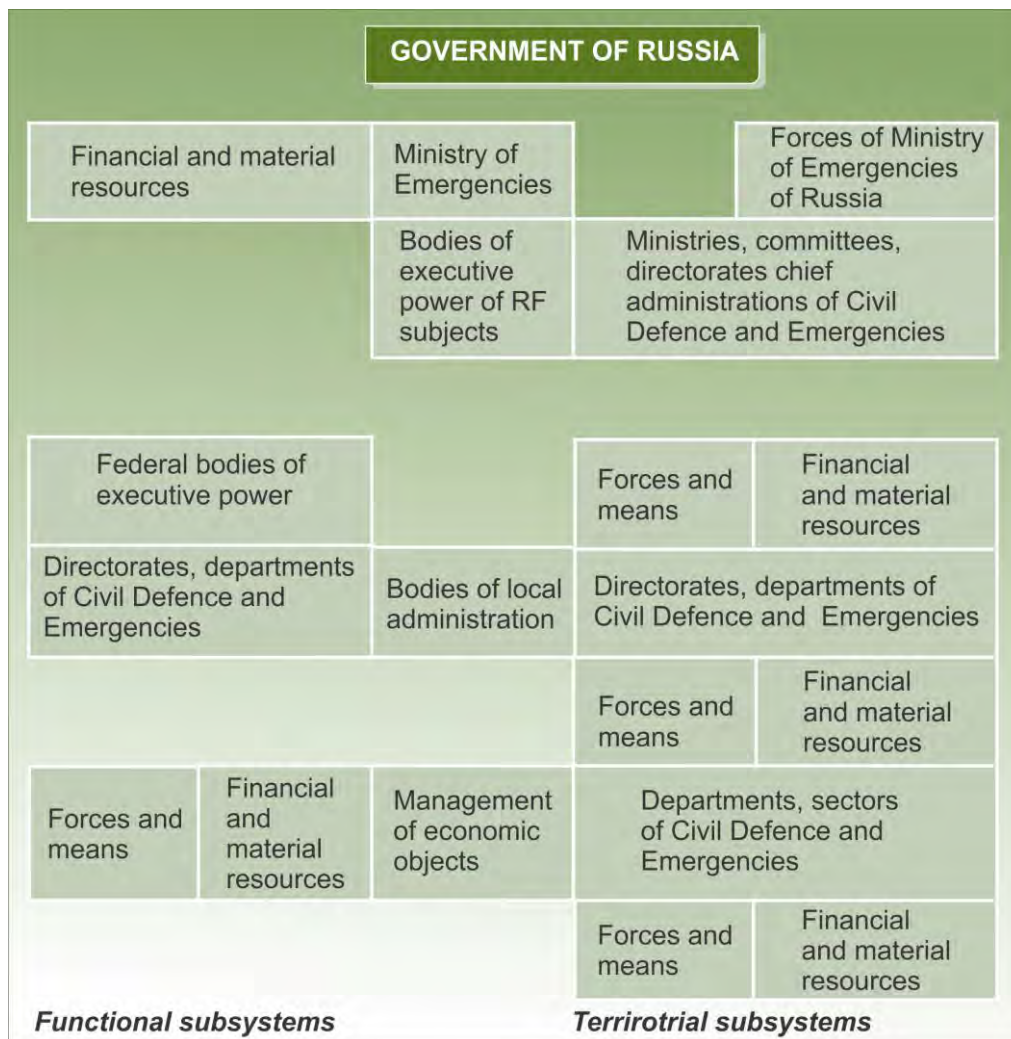 GOVERNMENT OF RUSSIA
Financial and material
resources
Ministry of
Emergencies
Forces of Ministry
of Emergencies
of Russia
Bodies of
executive
power of RF
subjects
Ministries, committees,
directorates chief
administrations of Civil
Defence and Emergencies
Federal bodies of
executive power
Forces and
means
Financial
and material
resources
Directorates, departments
of Civil Defence and
Emergencies
Bodies of local
administration
Directorates, departments of
Civil Defence and Emergencies
Forces and
means
Financial
and material
resources
Forces and
means
Financial
and
material
resources
Management
of economic
objects
Departments, sectors
of Civil Defence and
Emergencies
Forces and
means
Financial
and material
resources
Functional subsystems
Terrirotrial subsystems